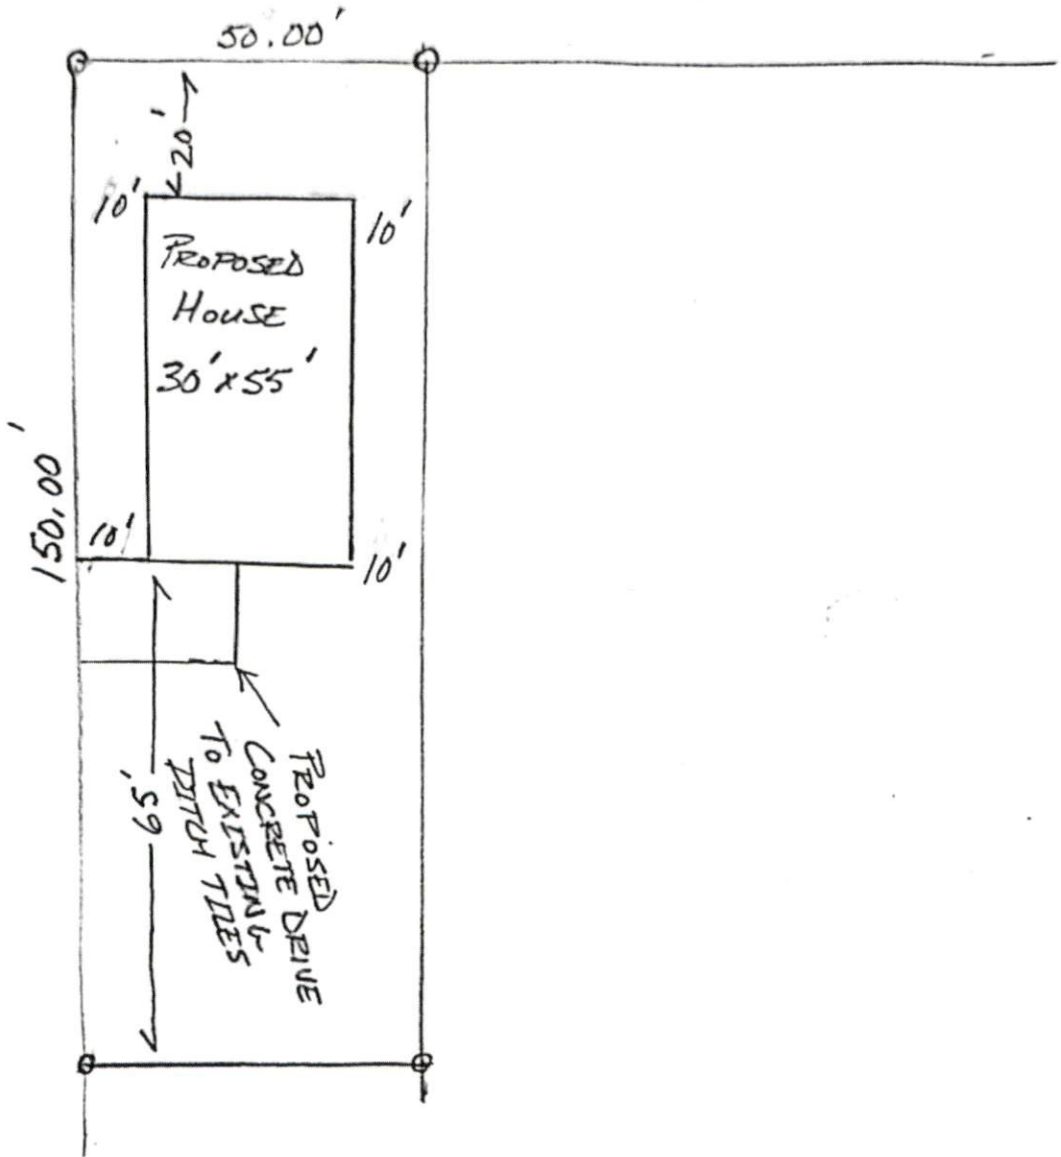 50.00'
20'
10'
10'
PROPOSED
HOUSE
30'x55'
150.00'
10'
10'
65'
PROPOSED
CONCRETE DRIVE
TO EXISTING
DITCH TILES